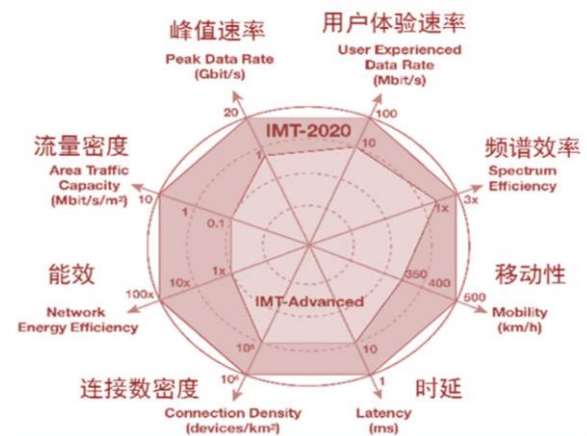 峰值速率
Peak Data Rate
(Gbit/s)
用户体验速率
User Experienced
Data Rate
(Mbit/s)
20
100
IMT-2020
1
10
流量密度
Area Traffic
Capacity
(Mbit/s/m²)
10
1
0.1
频谱效率
Spectrum
Efficiency
1x
3x
能效
Network
Energy Efficiency
100x
10x
1x
IMT-Advanced
350
400
500
移动性
Mobility
(km/h)
连接数密度
Connection Density
(devices/km²)
10⁵
10⁶
10
1
时延
Latency
(ms)